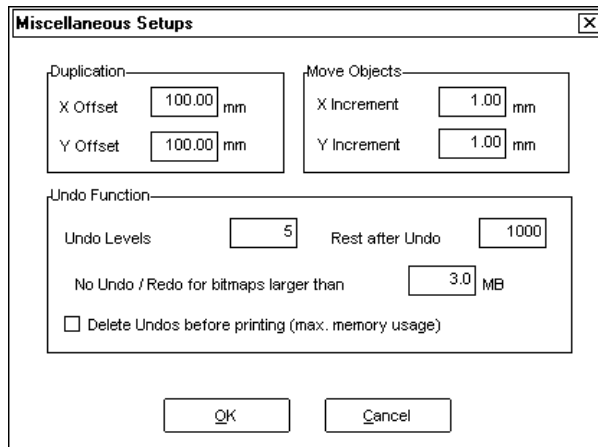 Miscellaneous Setups
Duplication
X Offset 100.00 mm
Y Offset 100.00 mm
Move Objects
X Increment 1.00 mm
Y Increment 1.00 mm
Undo Function
Undo Levels 5 Rest after Undo 1000
No Undo / Redo for bitmaps larger than 3.0 MB
Delete Undos before printing (max. memory usage)
OK Cancel